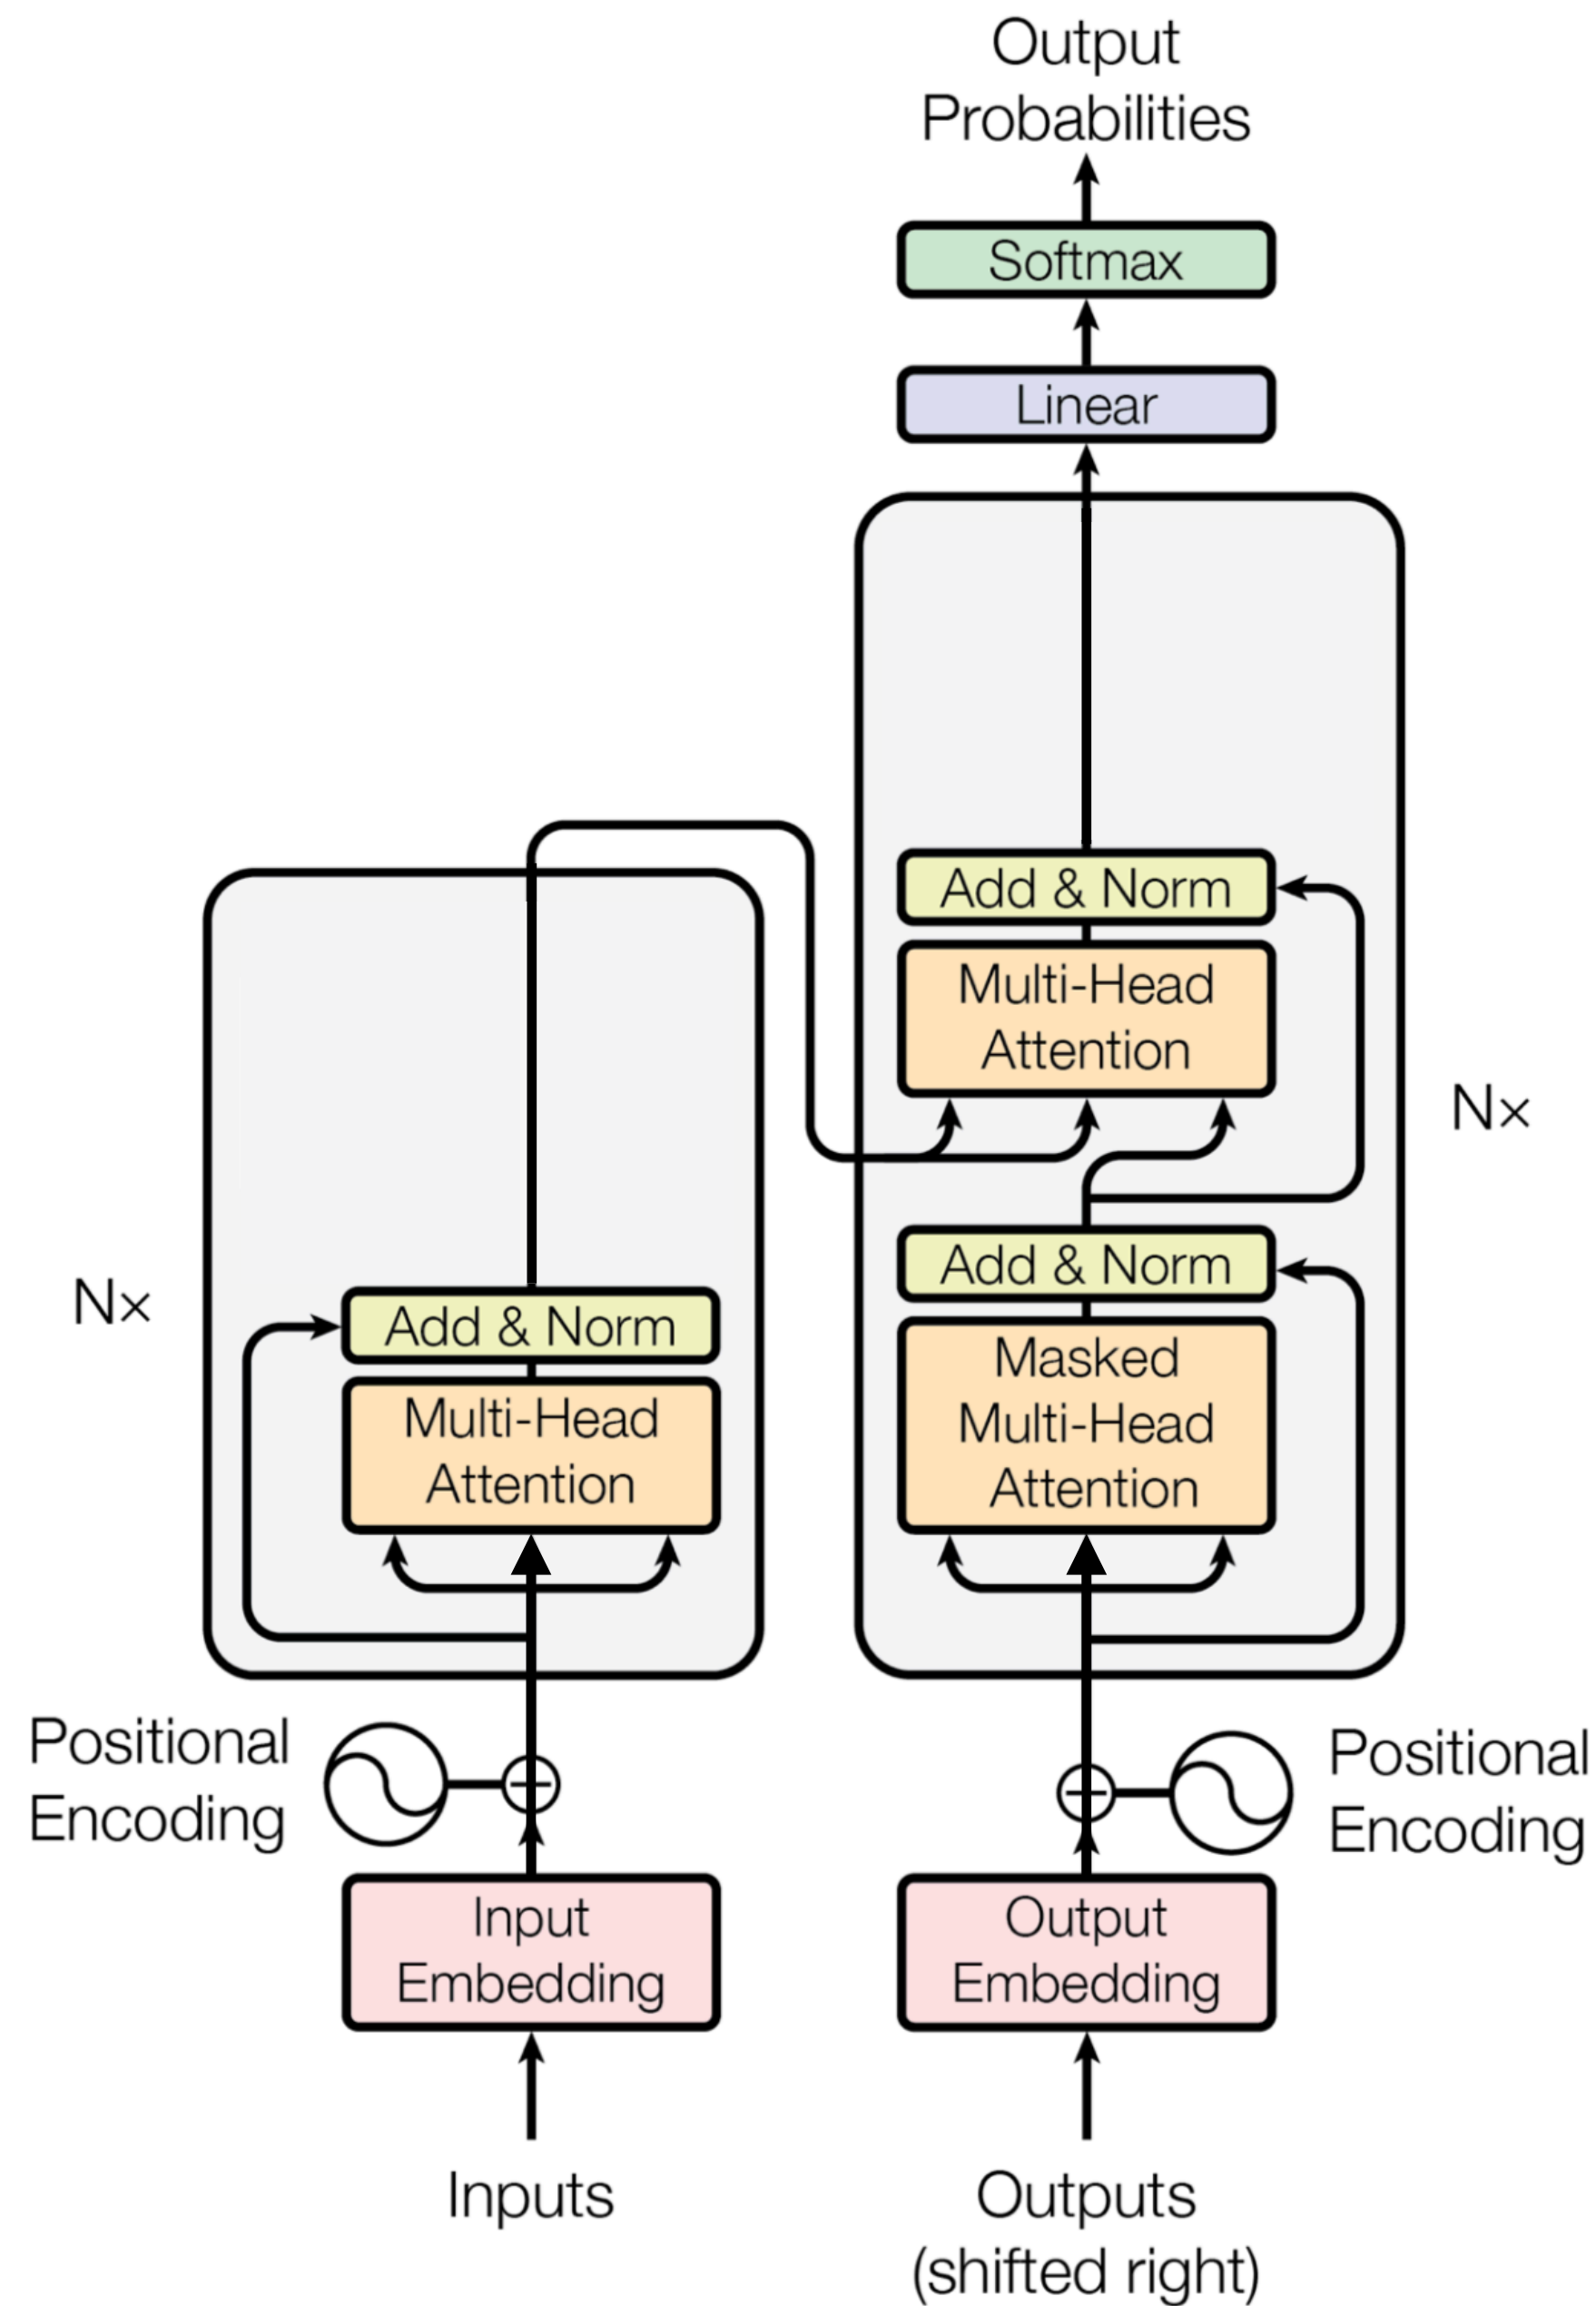 Output
Probabilities
Softmax
Linear
Add & Norm
Multi-Head
Attention
Nx
Add & Norm
Masked
Multi-Head
Attention
Nx
Add & Norm
Multi-Head
Attention
Positional
Encoding
Positional
Encoding
Input
Embedding
Output
Embedding
Inputs
Outputs
(shifted right)